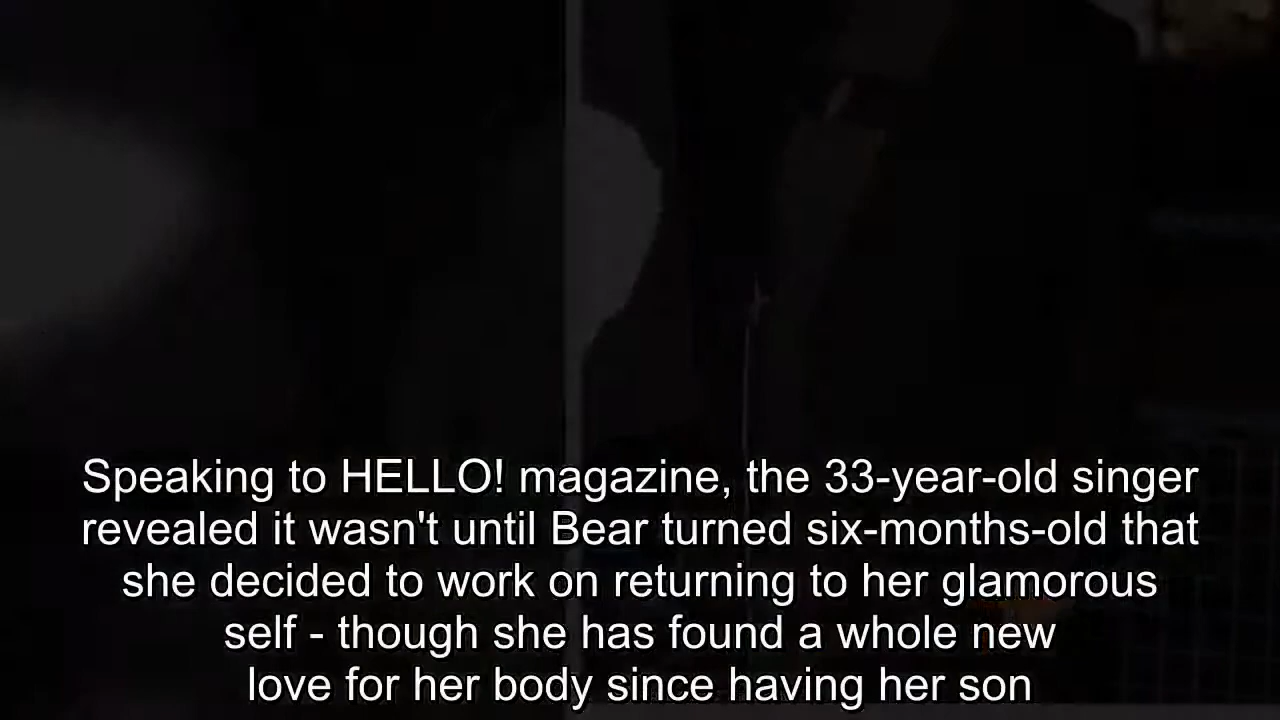 Speaking to HELLO! magazine, the 33-year-old singer
revealed it wasn't until Bear turned six-months-old that
she decided to work on returning to her glamorous
self - though she has found a whole new
love for her body since having her son